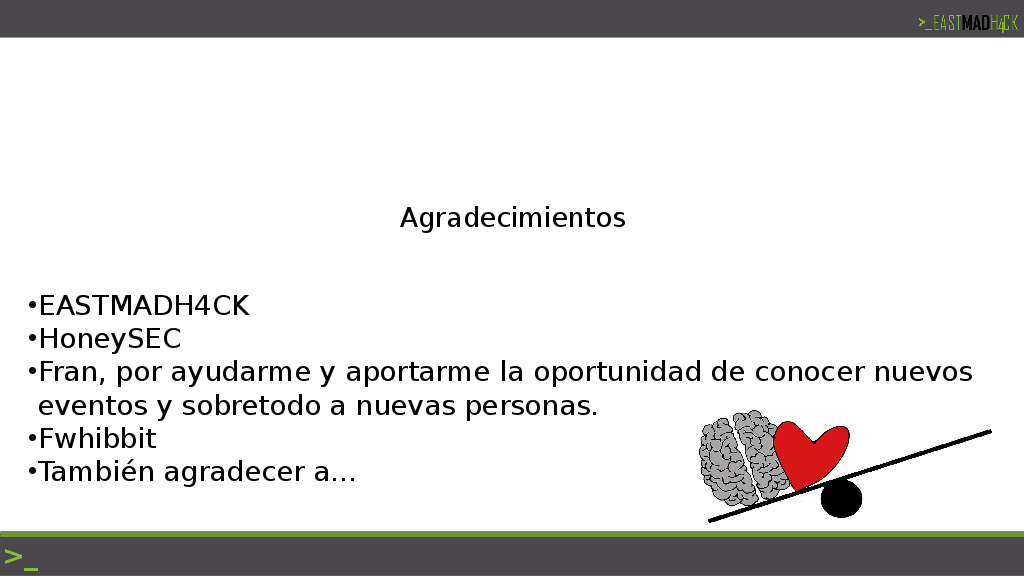 >_EASTMADH4CK
Agradecimientos
•EASTMADH4CK
•HoneySEC
•Fran, por ayudarme y aportarme la oportunidad de conocer nuevos
eventos y sobretodo a nuevas personas.
•Fwhibbit
•También agradecer a...
>_